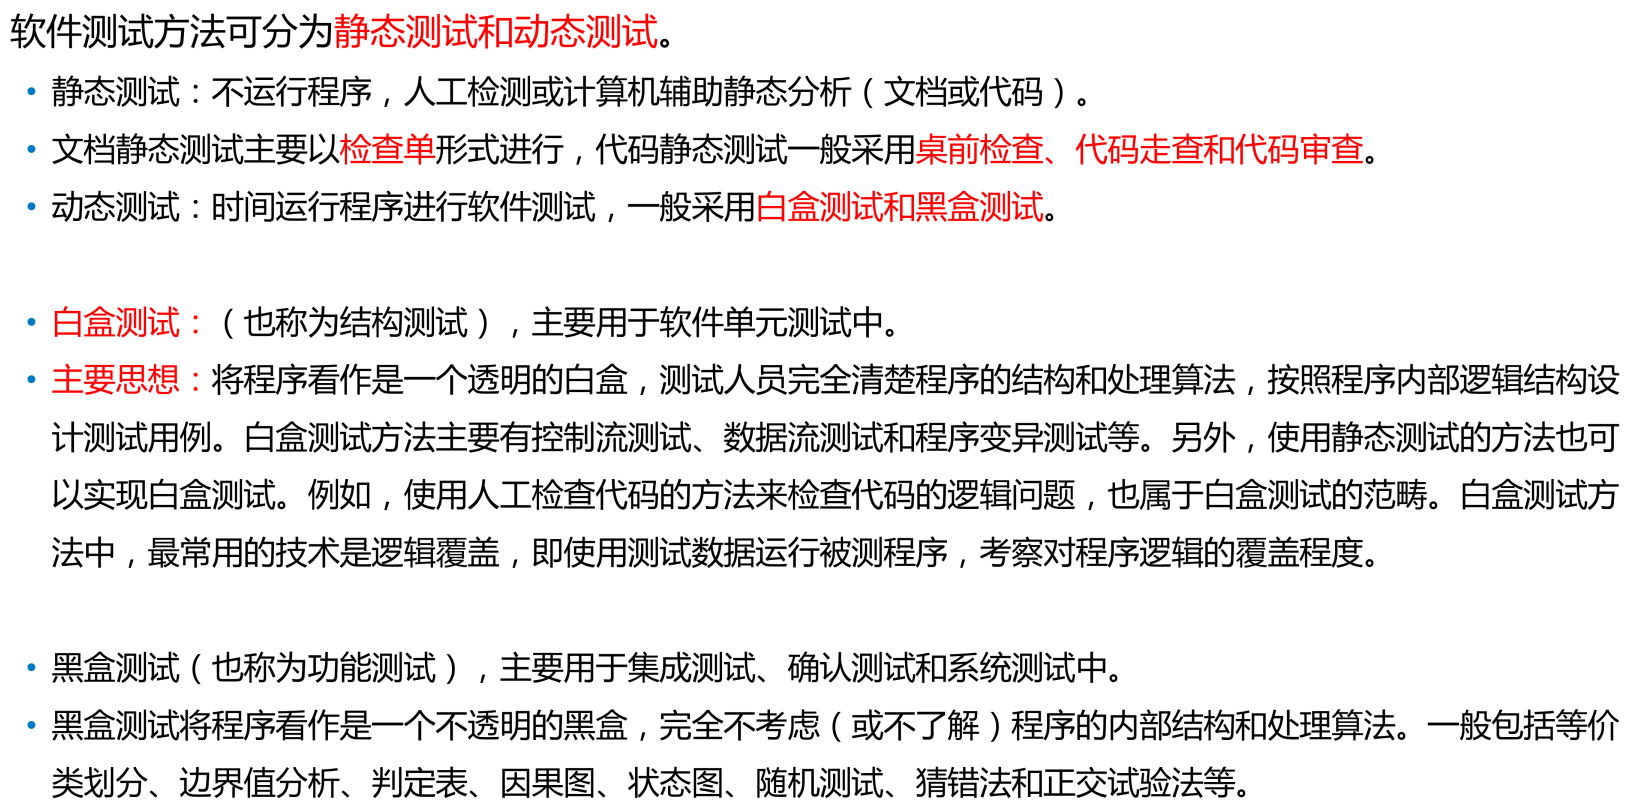 软件测试方法可分为静态测试和动态测试。
• 静态测试：不运行程序，人工检测或计算机辅助静态分析（文档或代码）。
• 文档静态测试主要以检查单形式进行，代码静态测试一般采用桌前检查、代码走查和代码审查。
• 动态测试：时间运行程序进行软件测试，一般采用白盒测试和黑盒测试。
• 白盒测试：（也称为结构测试），主要用于软件单元测试中。
• 主要思想：将程序看作是一个透明的白盒，测试人员完全清楚程序的结构和处理算法，按照程序内部逻辑结构设
计测试用例。白盒测试方法主要有控制流测试、数据流测试和程序变异测试等。另外，使用静态测试的方法也可
以实现白盒测试。例如，使用人工检查代码的方法来检查代码的逻辑问题，也属于白盒测试的范畴。白盒测试方
法中，最常用的技术是逻辑覆盖，即使用测试数据运行被测程序，考察对程序逻辑的覆盖程度。
• 黑盒测试（也称为功能测试），主要用于集成测试、确认测试和系统测试中。
• 黑盒测试将程序看作是一个不透明的黑盒，完全不考虑（或不了解）程序的内部结构和处理算法。一般包括等价
类划分、边界值分析、判定表、因果图、状态图、随机测试、猜错法和正交试验法等。